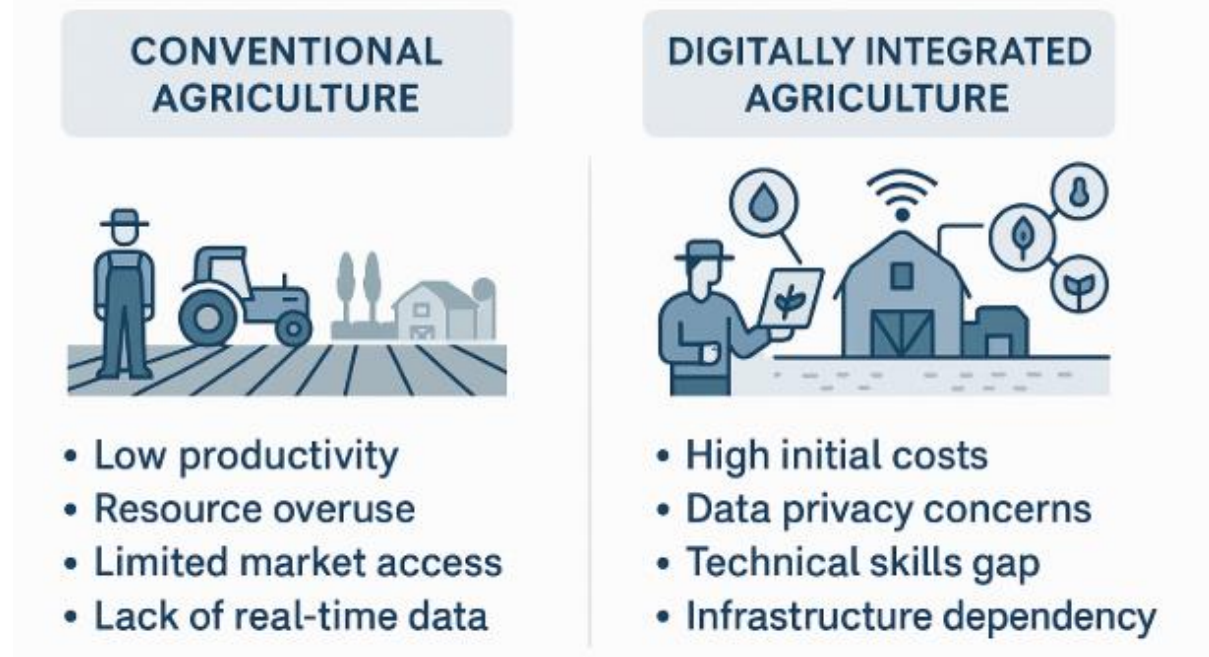 CONVENTIONAL
AGRICULTURE
• Low productivity
• Resource overuse
• Limited market access
• Lack of real-time data
DIGITALLY INTEGRATED
AGRICULTURE
• High initial costs
• Data privacy concerns
• Technical skills gap
• Infrastructure dependency